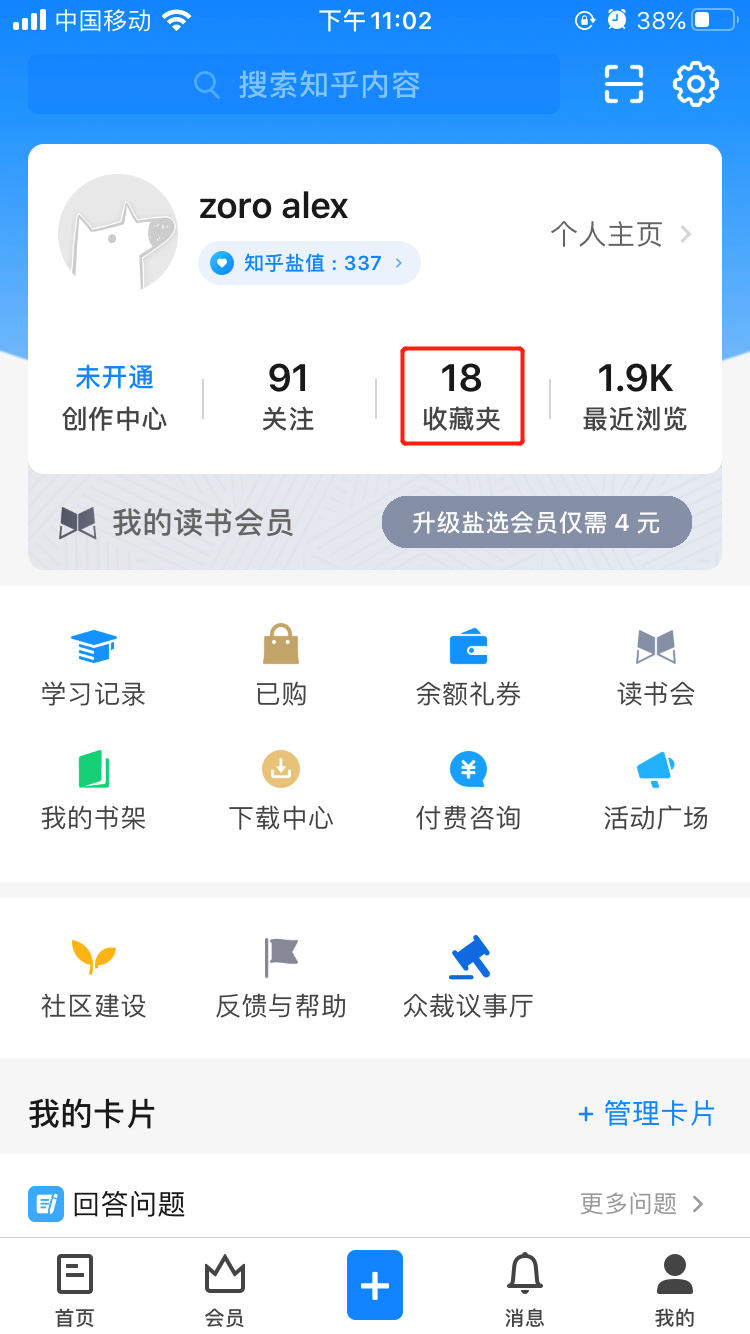 中国移动 下午 11:02 38%
搜索知乎内容
zoro alex
个人主页
知乎盐值：337
未开通 91 18 1.9K
创作中心 关注 收藏夹 最近浏览
我的读书会员 升级盐选会员仅需 4 元
学习记录 已购 余额礼券 读书会
我的书架 下载中心 付费咨询 活动广场
社区建设 反馈与帮助 众裁议事厅
我的卡片 + 管理卡片
回答问题 更多问题
首页 会员 消息 我的